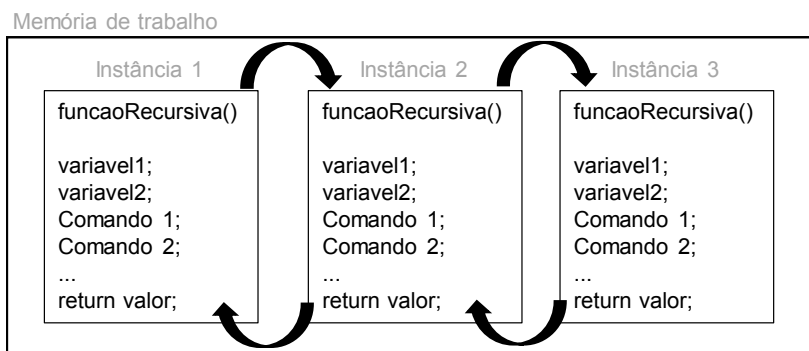 Memória de trabalho
Instância 1
funcaoRecursiva()
variavel1;
variavel2;
Comando 1;
Comando 2;
...
return valor;
Instância 2
funcaoRecursiva()
variavel1;
variavel2;
Comando 1;
Comando 2;
...
return valor;
Instância 3
funcaoRecursiva()
variavel1;
variavel2;
Comando 1;
Comando 2;
...
return valor;